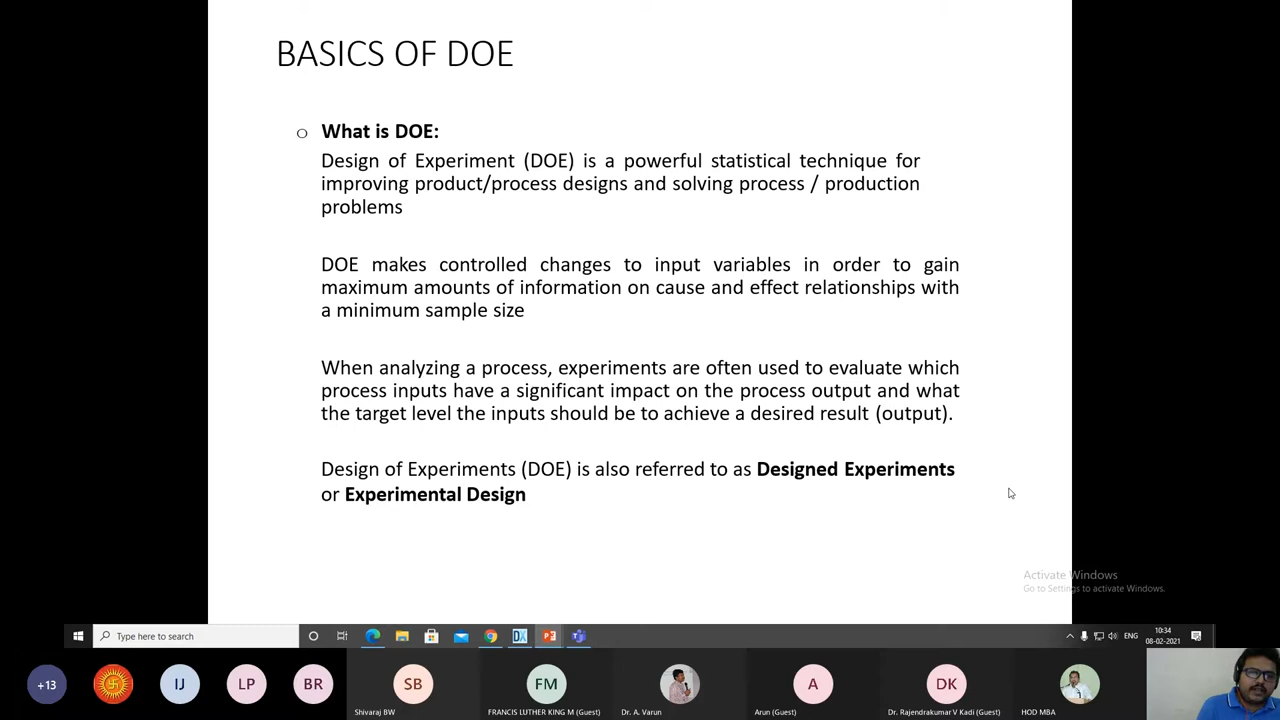 BASICS OF DOE
What is DOE:
Design of Experiment (DOE) is a powerful statistical technique for
improving product/process designs and solving process / production
problems
DOE makes controlled changes to input variables in order to gain
maximum amounts of information on cause and effect relationships with
a minimum sample size
When analyzing a process, experiments are often used to evaluate which
process inputs have a significant impact on the process output and what
the target level the inputs should be to achieve a desired result (output).
Design of Experiments (DOE) is also referred to as Designed Experiments
or Experimental Design
Activate Windows
Go to Settings to activate Windows.
Type here to search
DX
ENG
10:34
08-02-2021
+13
IJ
LP
BR
SB
FM
A
DK
Shivaraj BW
FRANCIS LUTHER KING M (Guest)
Dr. A. Varun
Arun (Guest)
Dr. Rajendrakumar V Kadi (Guest)
HOD MBA